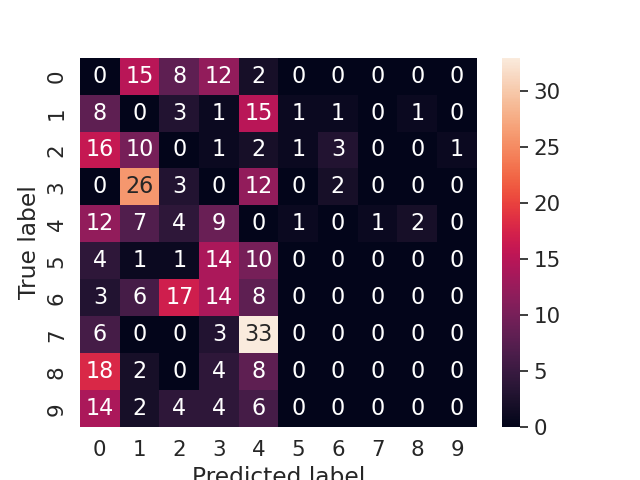 0 0 15 8 12 2 0 0 0 0 0
1 8 0 3 1 15 1 1 0 1 0
2 16 10 0 1 2 1 3 0 0 1
3 0 26 3 0 12 0 2 0 0 0
4 12 7 4 9 0 1 0 1 2 0
5 4 1 1 14 10 0 0 0 0 0
6 3 6 17 14 8 0 0 0 0 0
7 6 0 0 3 33 0 0 0 0 0
8 18 2 0 4 8 0 0 0 0 0
9 14 2 4 4 6 0 0 0 0 0
0 1 2 3 4 5 6 7 8 9
Predicted label
True label
30
25
20
15
10
5
0